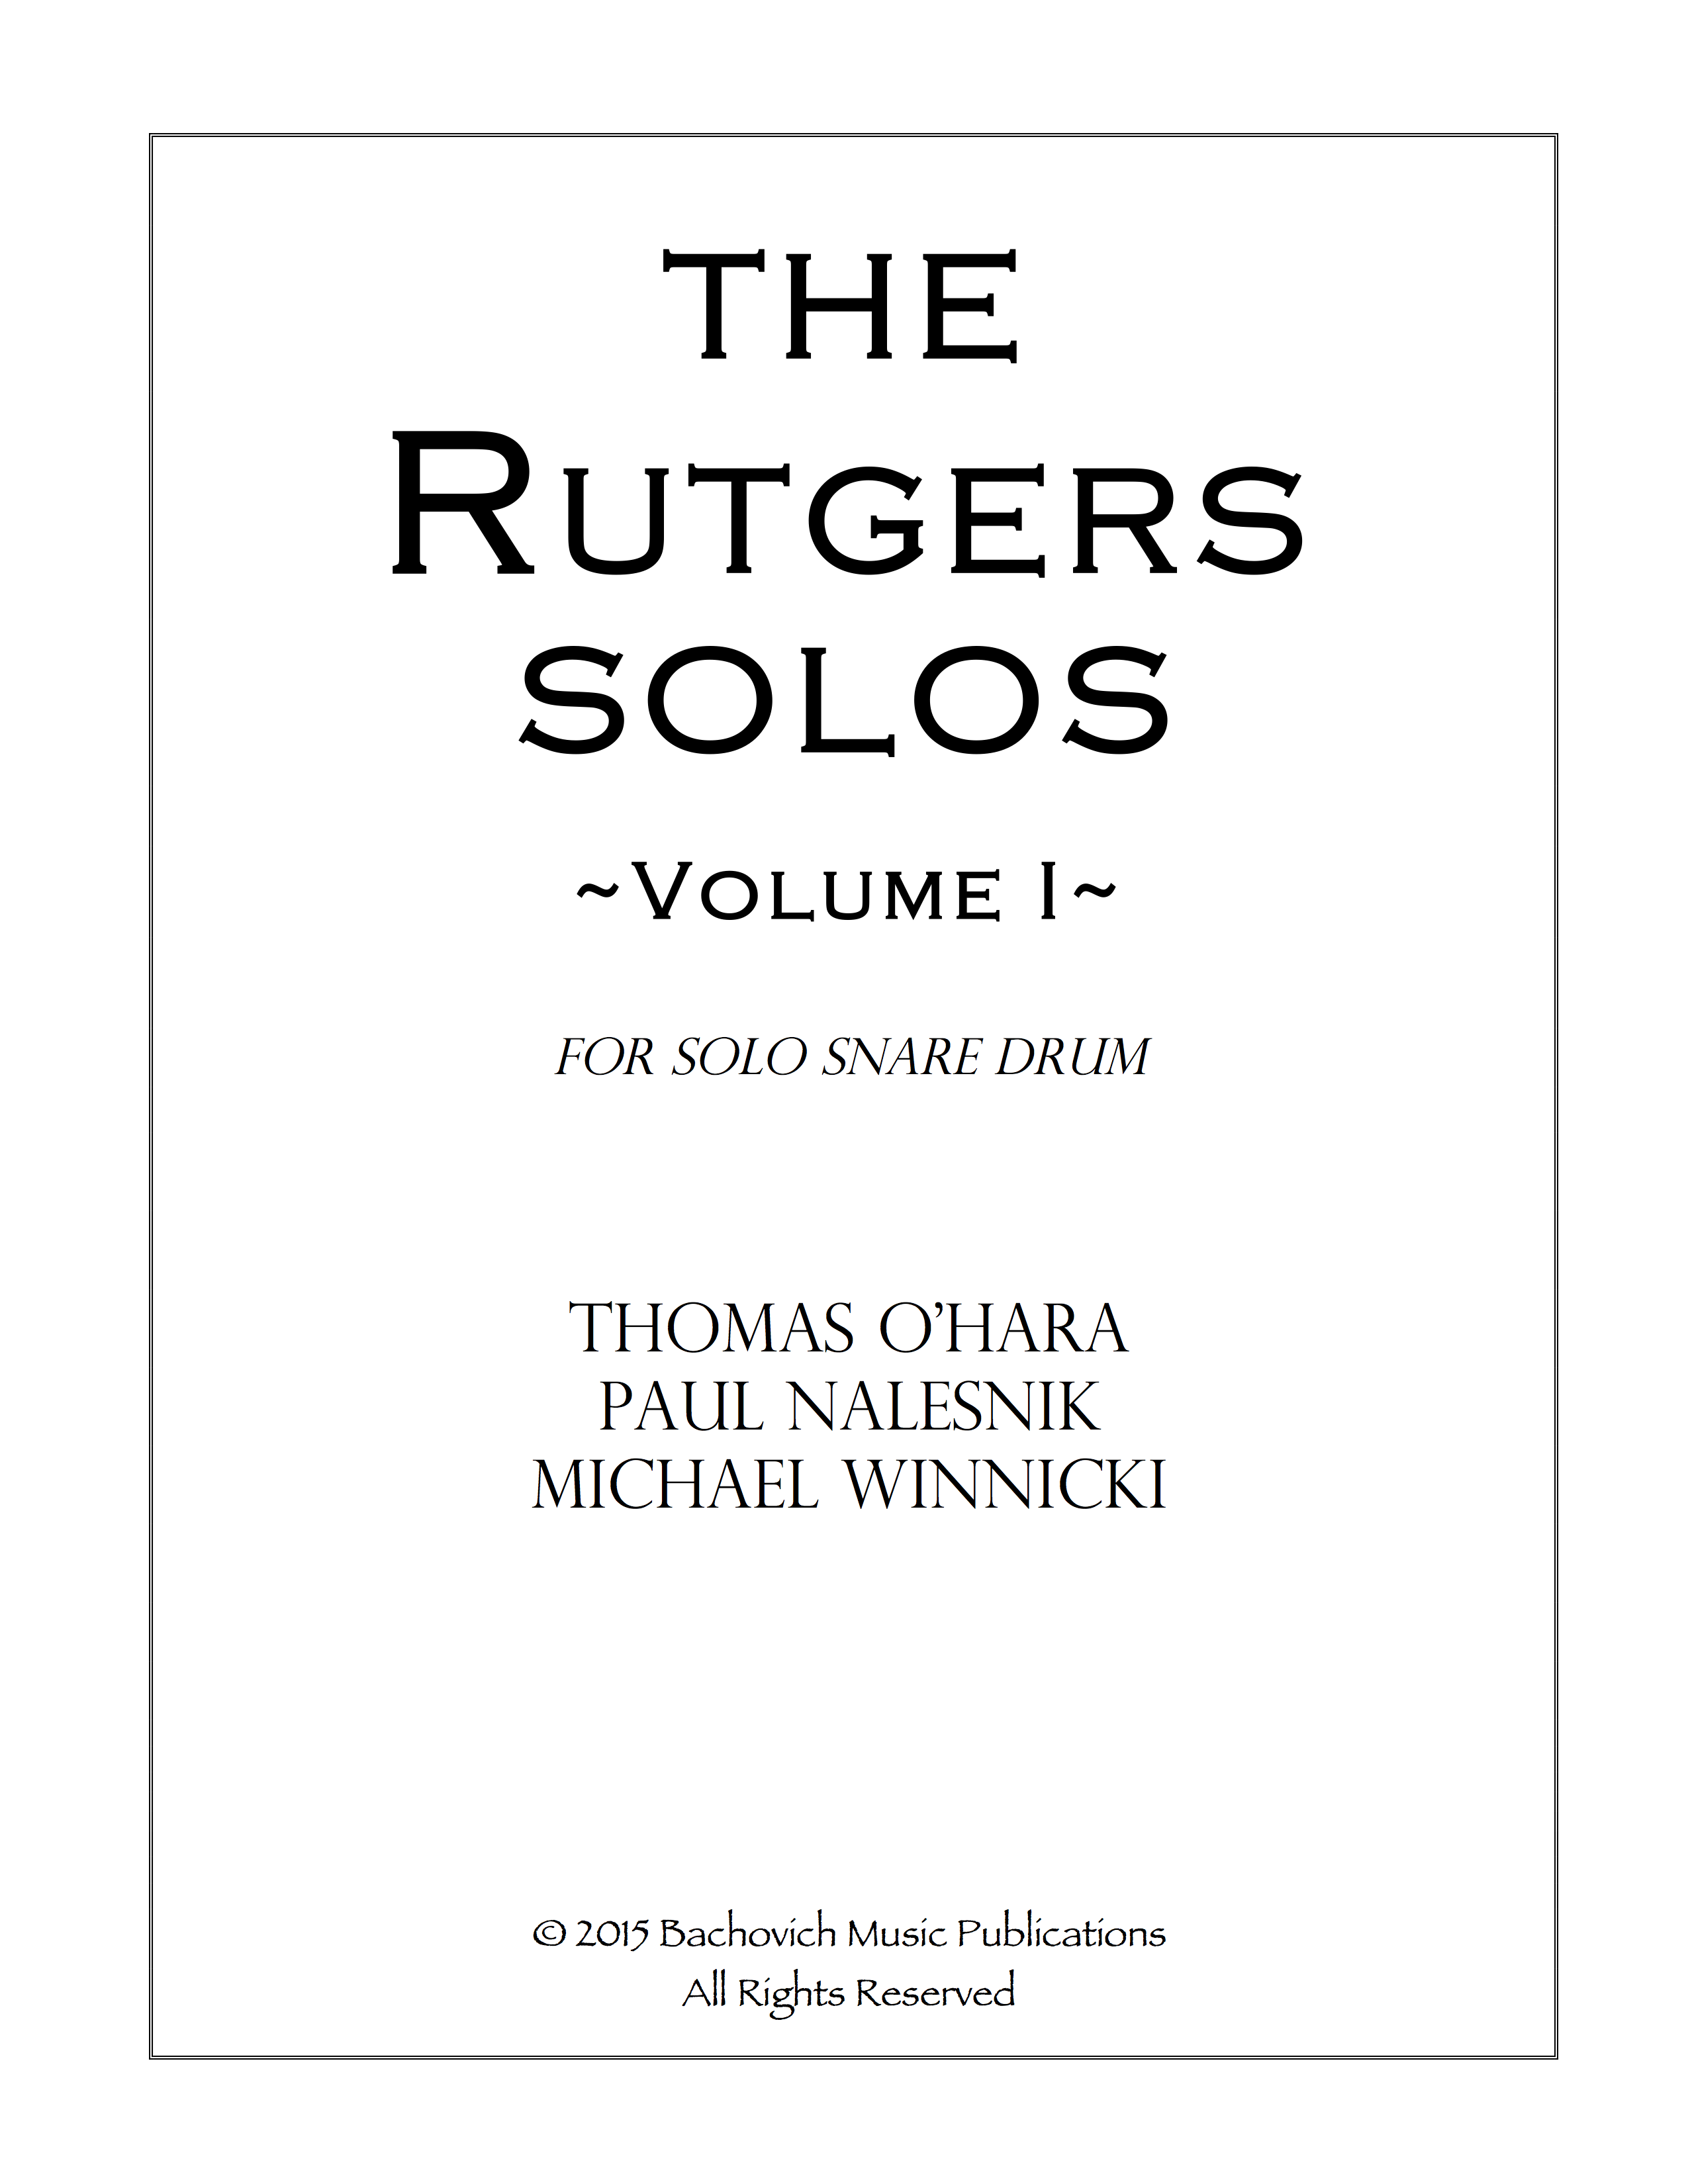 THE
RUTGERS
SOLOS
~VOLUME I~
FOR SOLO SNARE DRUM
THOMAS O'HARA
PAUL NALESNIK
MICHAEL WINNICKI
© 2015 Bachovich Music Publications
All Rights Reserved